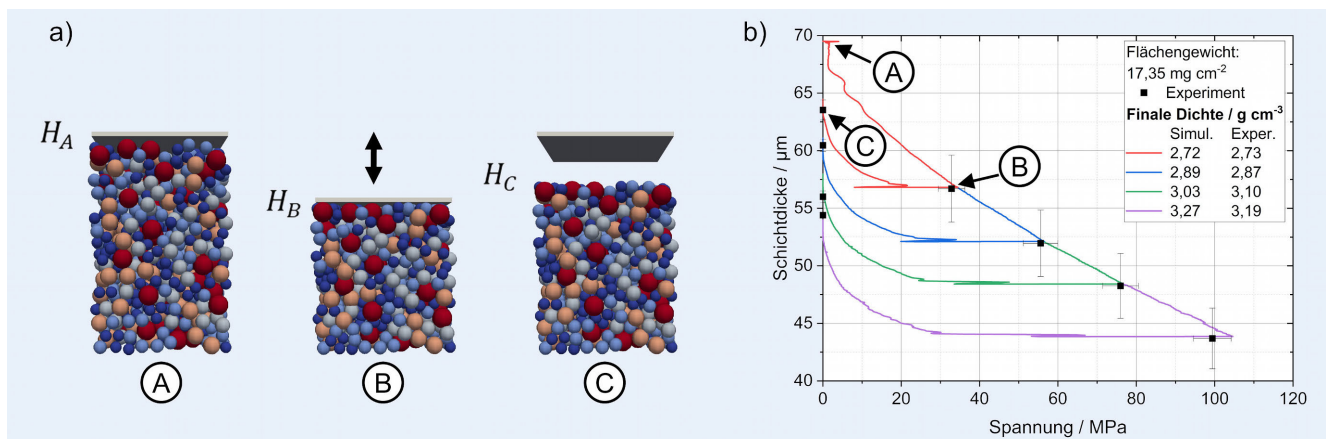 a)
H_A
H_B
H_C
A
B
C
b)
Schichtdicke / µm
70
65
60
55
50
45
40
A
C
B
Flächengewicht:
17,35 mg cm⁻²
■ Experiment
Finale Dichte / g cm⁻³
Simul. Exper.
2,72 2,73
2,89 2,87
3,03 3,10
3,27 3,19
0 20 40 60 80 100 120
Spannung / MPa